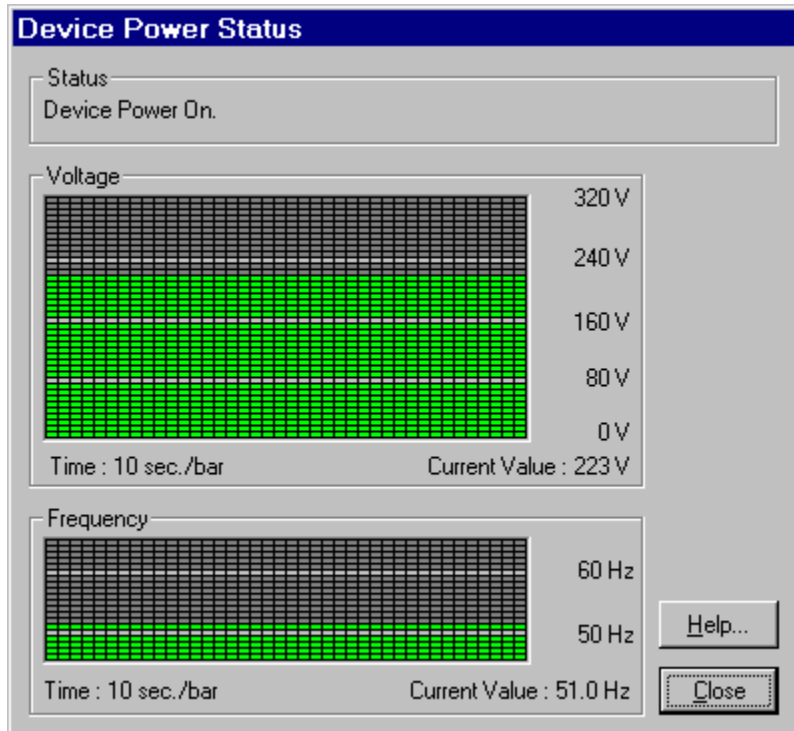 Device Power Status
Status
Device Power On.
Voltage
320 V
240 V
160 V
80 V
0 V
Time : 10 sec./bar Current Value : 223 V
Frequency
60 Hz
50 Hz
Time : 10 sec./bar Current Value : 51.0 Hz
Help...
Close